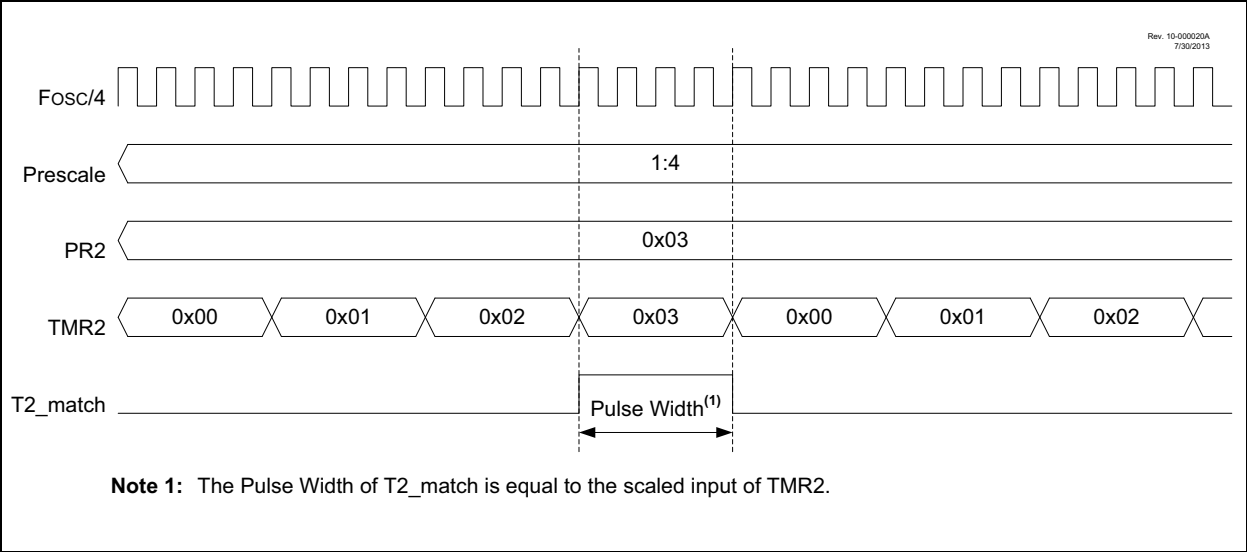 Rev. 10-000020A
7/30/2013
Fosc/4
Prescale
1:4
PR2
0x03
TMR2
0x00
0x01
0x02
0x03
0x00
0x01
0x02
T2_match
Pulse Width(1)
Note 1: The Pulse Width of T2_match is equal to the scaled input of TMR2.